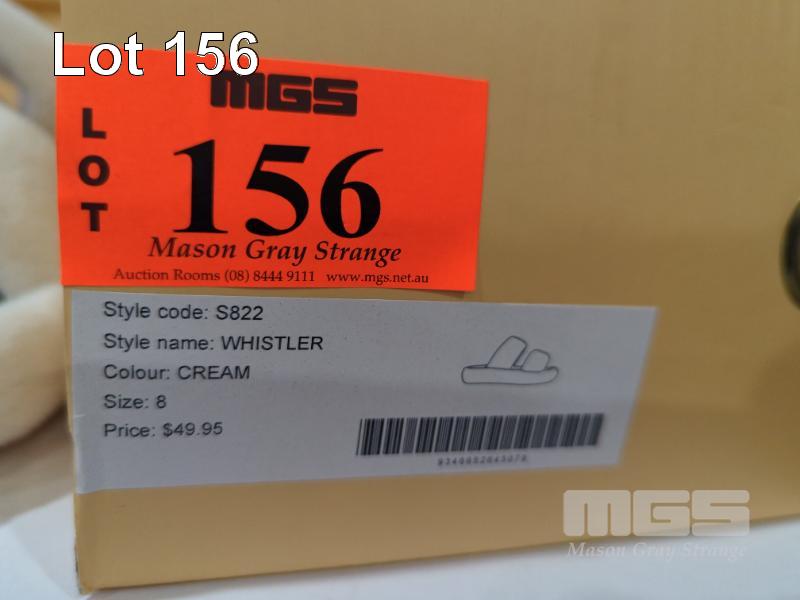 Lot 156
MGS
LOT
156
Mason Gray Strange
Auction Rooms (08) 8444 9111 www.mgs.net.au
Style code: S822
Style name: WHISTLER
Colour: CREAM
Size: 8
Price: $49.95
MGS
Mason Gray Strange